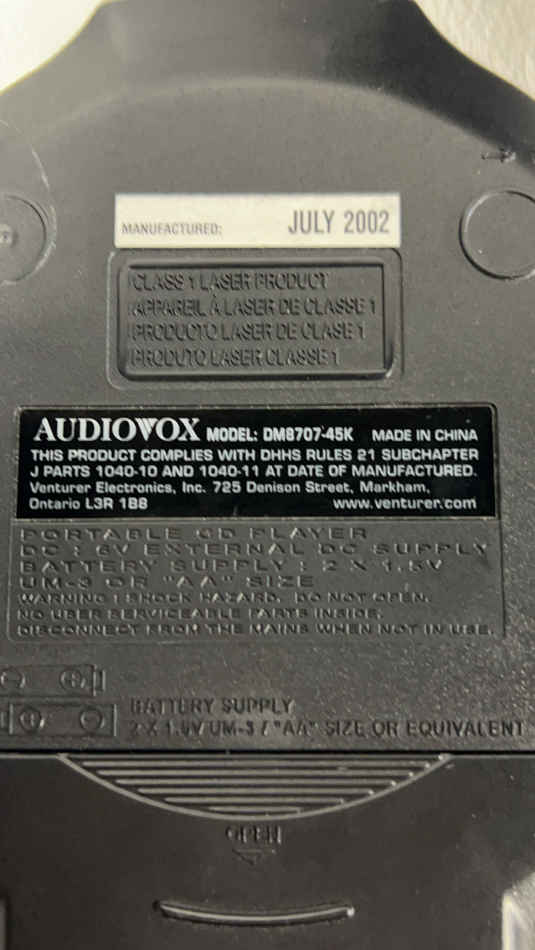 MANUFACTURED: JULY 2002
CLASS 1 LASER PRODUCT
APPAREIL À LASER DE CLASSE 1
PRODUCTO LASER DE CLASE 1
PRODUTO LASER CLASSE 1
AUDIOVOX MODEL: DM8707-45K MADE IN CHINA
THIS PRODUCT COMPLIES WITH DHHS RULES 21 SUBCHAPTER
J PARTS 1040-10 AND 1040-11 AT DATE OF MANUFACTURED.
Venturer Electronics, Inc. 725 Denison Street, Markham,
Ontario L3R 1B8 www.venturer.com
PORTABLE CD PLAYER
DC : 6V EXTERNAL DC SUPPLY
BATTERY SUPPLY : 2 X 1.5V
UM-3 OR "AA" SIZE
WARNING : SHOCK HAZARD. DO NOT OPEN.
NO USER SERVICEABLE PARTS INSIDE.
DISCONNECT FROM THE MAINS WHEN NOT IN USE.
BATTERY SUPPLY
2 X 1.5V/UM-3 / "AA" SIZE OR EQUIVALENT
OPEN